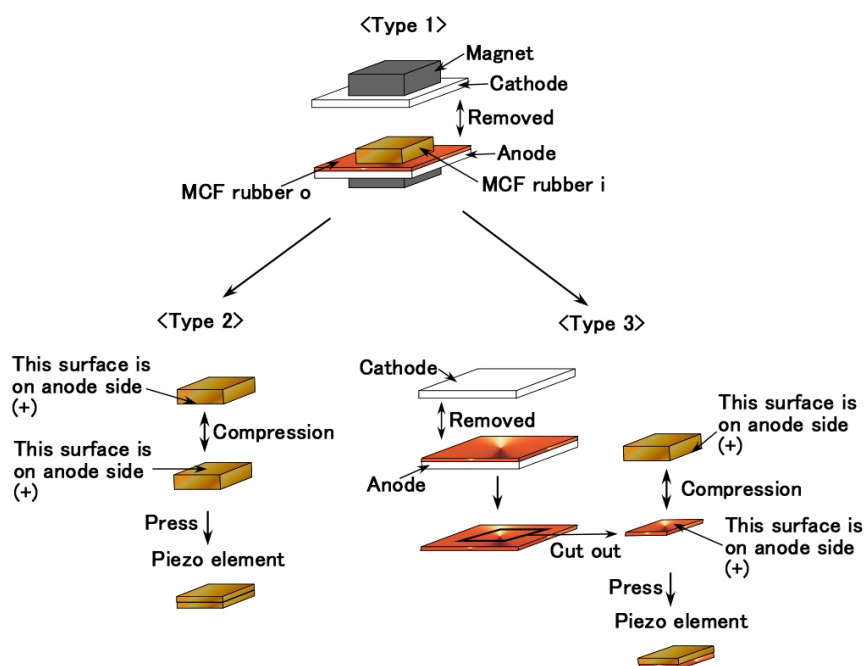 <Type 1>
Magnet
Cathode
Removed
Anode
MCF rubber o
MCF rubber i
<Type 2>
<Type 3>
This surface is
on anode side
(+)
Compression
This surface is
on anode side
(+)
Press
Piezo element
Cathode
Removed
Anode
Cut out
This surface is
on anode side
(+)
Compression
This surface is
on anode side
(+)
Press
Piezo element